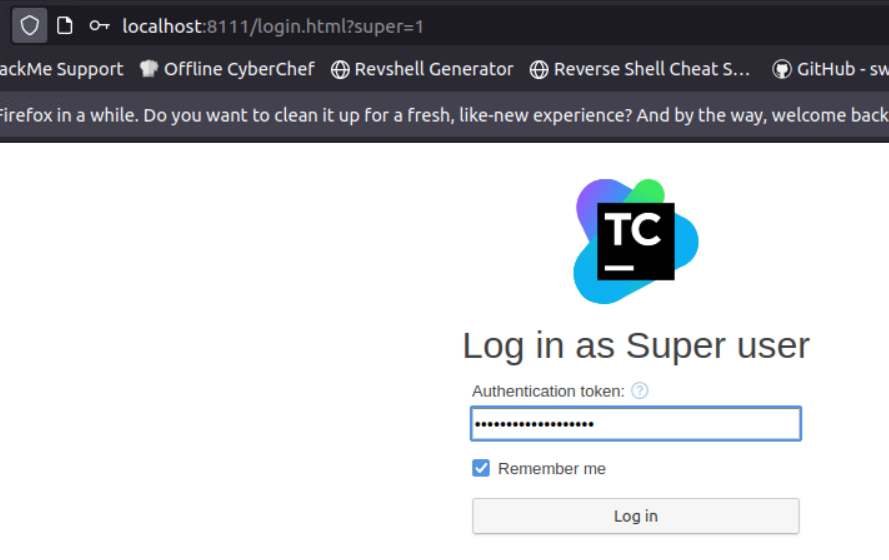 localhost:8111/login.html?super=1
ackMe Support Offline CyberChef Revshell Generator Reverse Shell Cheat S... GitHub - sw
Firefox in a while. Do you want to clean it up for a fresh, like-new experience? And by the way, welcome back
TC
Log in as Super user
Authentication token: ?
•••••••••••••••••••
Remember me
Log in